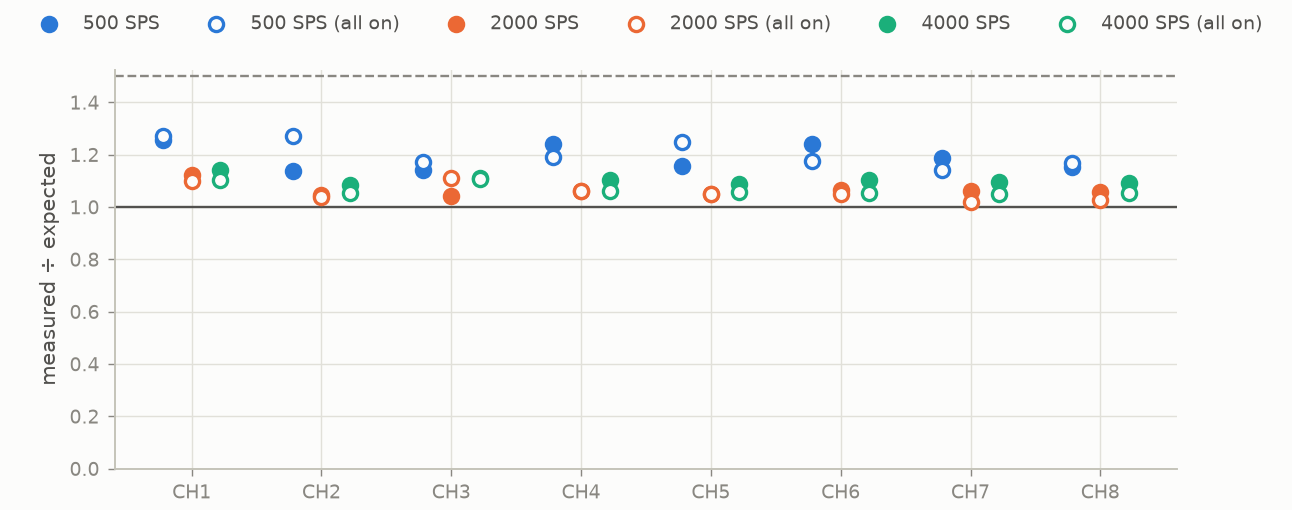 500 SPS 500 SPS (all on) 2000 SPS 2000 SPS (all on) 4000 SPS 4000 SPS (all on)
measured ÷ expected
1.4
1.2
1.0
0.8
0.6
0.4
0.2
0.0
CH1 CH2 CH3 CH4 CH5 CH6 CH7 CH8